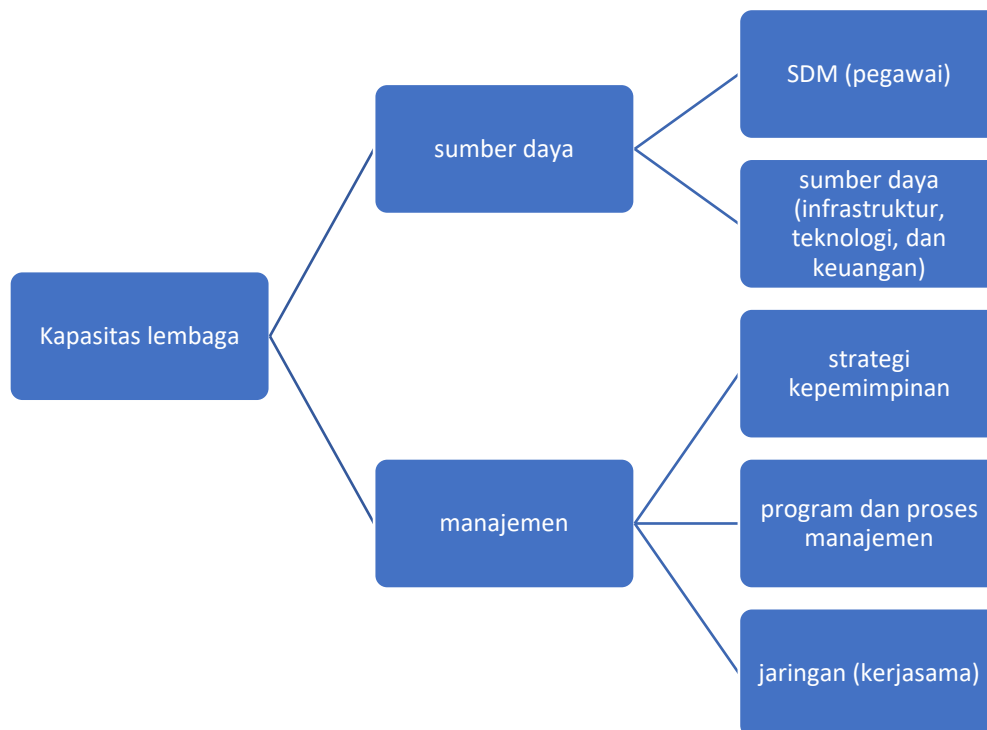 Kapasitas lembaga
sumber daya
SDM (pegawai)
sumber daya
(infrastruktur,
teknologi, dan
keuangan)
manajemen
strategi
kepemimpinan
program dan proses
manajemen
jaringan (kerjasama)